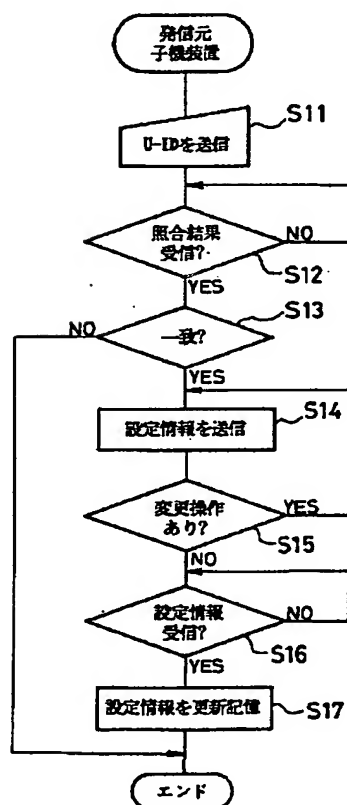 発信元
子機装置
S11
U-IDを送信
照合結果
受信?
NO
S12
YES
S13
NO
一致?
YES
S14
設定情報を送信
変更操作
あり?
YES
S15
NO
設定情報
受信?
NO
S16
YES
設定情報を更新記憶
S17
エンド